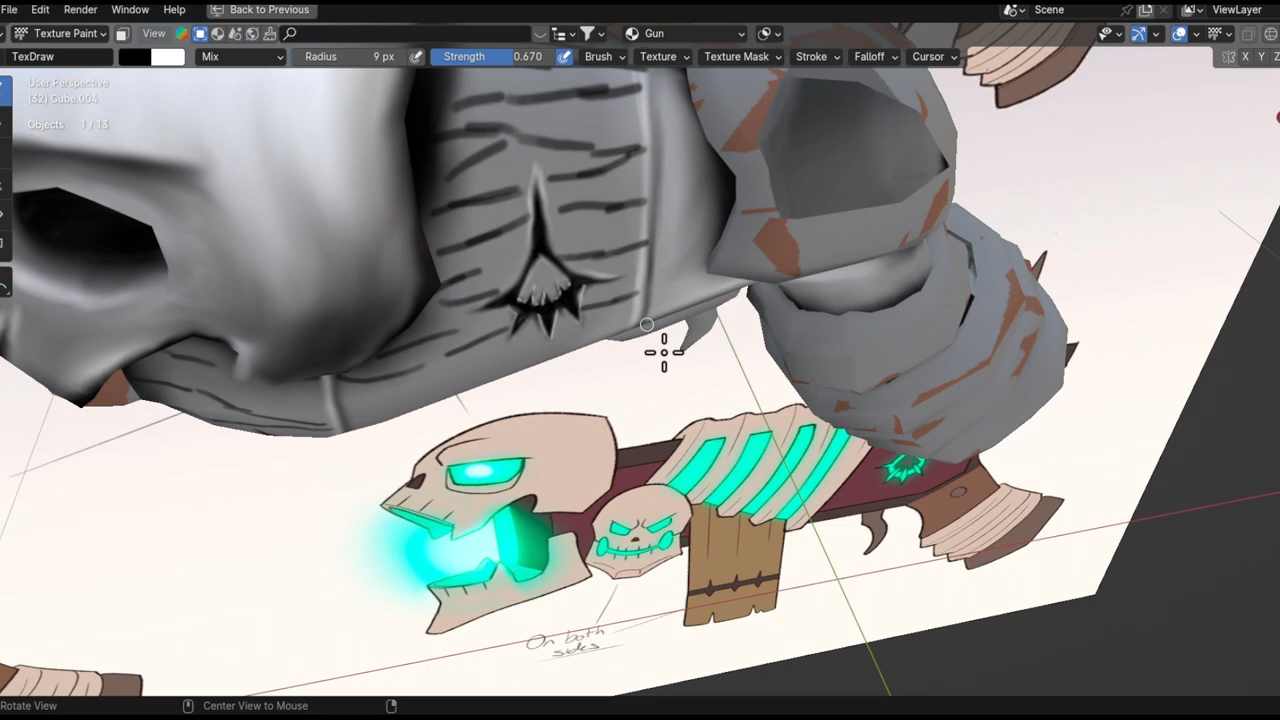 File Edit Render Window Help Back to Previous Scene ViewLayer
Texture Paint View Gun
TexDraw Mix Radius 9 px Strength 0.670 Brush Texture Texture Mask Stroke Falloff Cursor X Y Z
User Perspective
(32) Cube.004
Objects 1 / 13
On both
sides
Rotate View Center View to Mouse